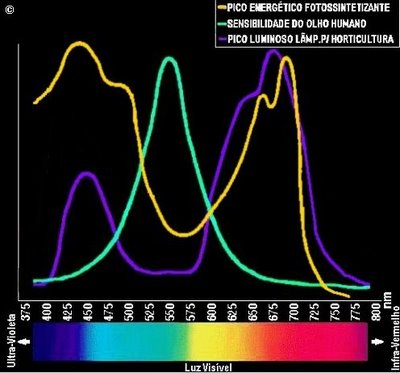 ©
PICO ENERGÉTICO FOTOSSINTETIZANTE
SENSIBILIDADE DO OLHO HUMANO
PICO LUMINOSO LÂMP.P/ HORTICULTURA
375 400 425 450 475 500 525 550 575 600 625 650 675 700 725 750 775 800 nm
Ultra-Violeta
Infra-Vermelho
Luz Visível